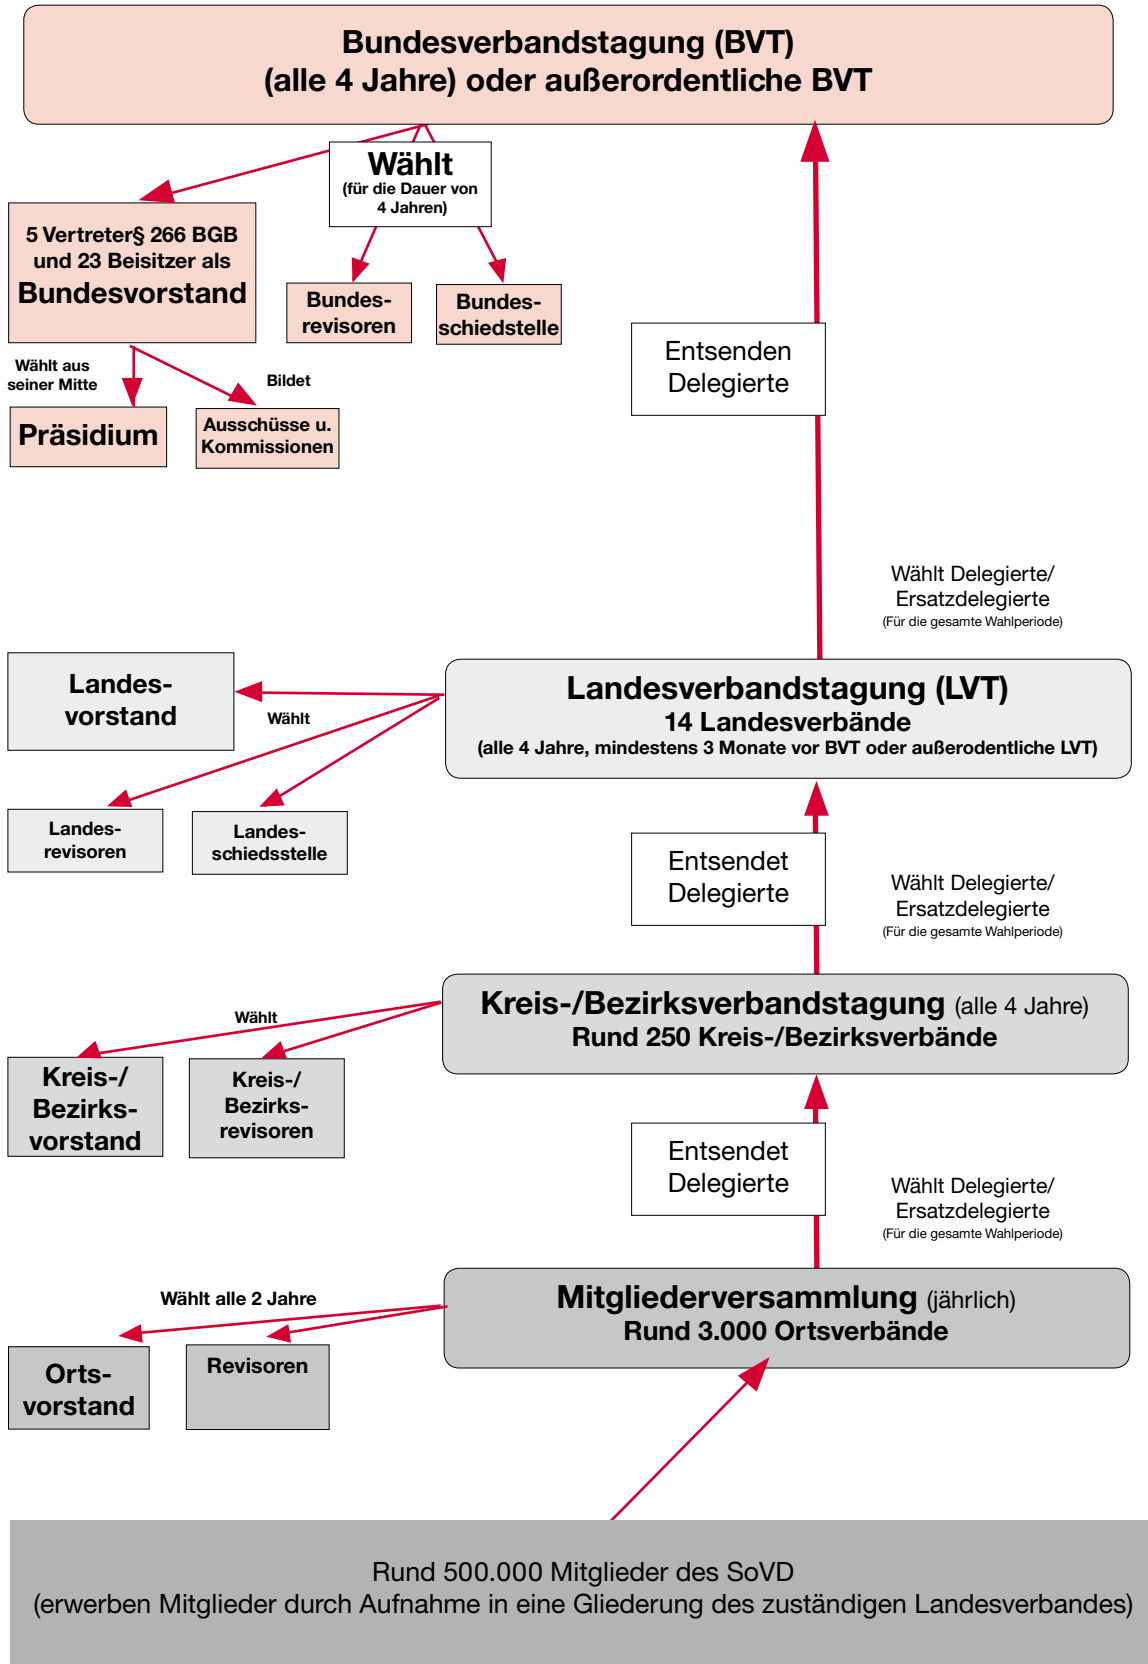 Bundesverbandstagung (BVT)
(alle 4 Jahre) oder außerordentliche BVT
Wählt
(für die Dauer von
4 Jahren)
5 Vertreter§ 266 BGB
und 23 Beisitzer als
Bundesvorstand
Bundes-
revisoren
Bundes-
schiedstelle
Entsenden
Delegierte
Wählt aus
seiner Mitte
Bildet
Präsidium
Ausschüsse u.
Kommissionen
Wählt Delegierte/
Ersatzdelegierte
(Für die gesamte Wahlperiode)
Landes-
vorstand
Wählt
Landesverbandstagung (LVT)
14 Landesverbände
(alle 4 Jahre, mindestens 3 Monate vor BVT oder außerodentliche LVT)
Landes-
revisoren
Landes-
schiedsstelle
Entsendet
Delegierte
Wählt Delegierte/
Ersatzdelegierte
(Für die gesamte Wahlperiode)
Wählt
Kreis-/Bezirksverbandstagung (alle 4 Jahre)
Rund 250 Kreis-/Bezirksverbände
Kreis-/
Bezirks-
vorstand
Kreis-/
Bezirks-
revisoren
Entsendet
Delegierte
Wählt Delegierte/
Ersatzdelegierte
(Für die gesamte Wahlperiode)
Wählt alle 2 Jahre
Mitgliederversammlung (jährlich)
Rund 3.000 Ortsverbände
Orts-
vorstand
Revisoren
Rund 500.000 Mitglieder des SoVD
(erwerben Mitglieder durch Aufnahme in eine Gliederung des zuständigen Landesverbandes)